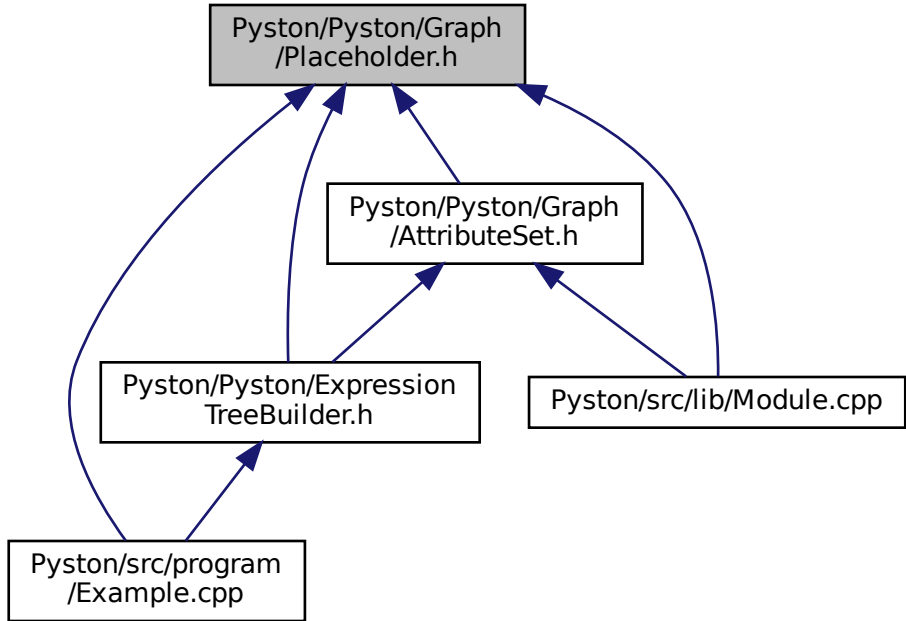 Pyston/Pyston/Graph
/Placeholder.h
Pyston/Pyston/Graph
/AttributeSet.h
Pyston/Pyston/Expression
TreeBuilder.h
Pyston/src/lib/Module.cpp
Pyston/src/program
/Example.cpp